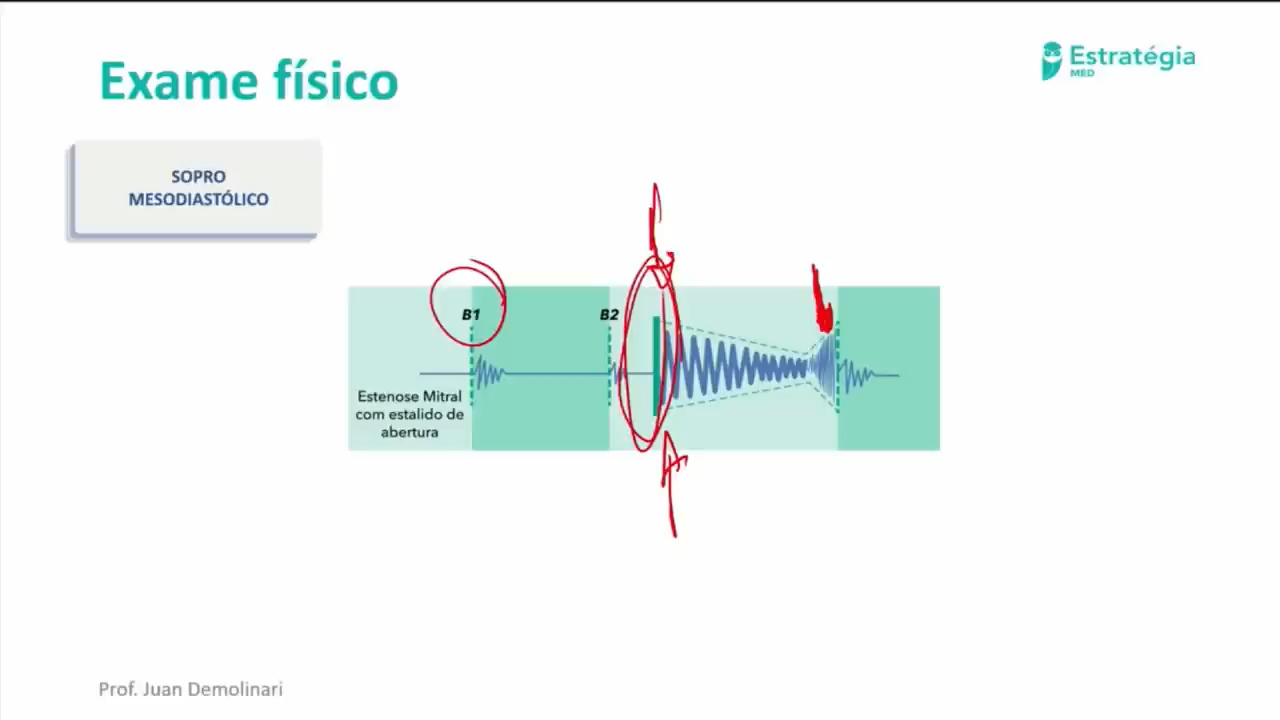 Exame físico
Estratégia
MED
SOPRO
MESODIASTÓLICO
B1
B2
Estenose Mitral
com estalido de
abertura
Prof. Juan Demolinari